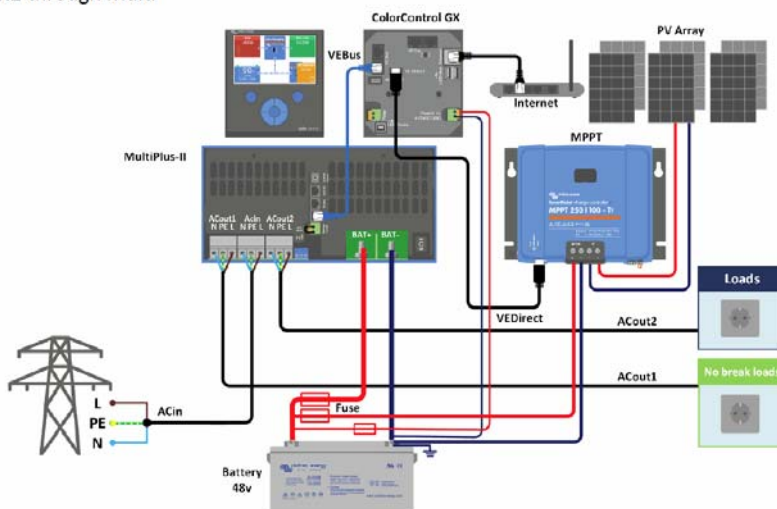 ColorControl GX
PV Array
VEBus
Internet
MPPT
MultiPlus-II
MPPT 250 | 100 - Tr
ACout1 ACin ACout2
N PE L N PE L N PE L
BAT+ BAT-
Loads
VEDirect
ACout2
No break loads
ACout1
L
PE
N
ACin
Fuse
Battery
48v